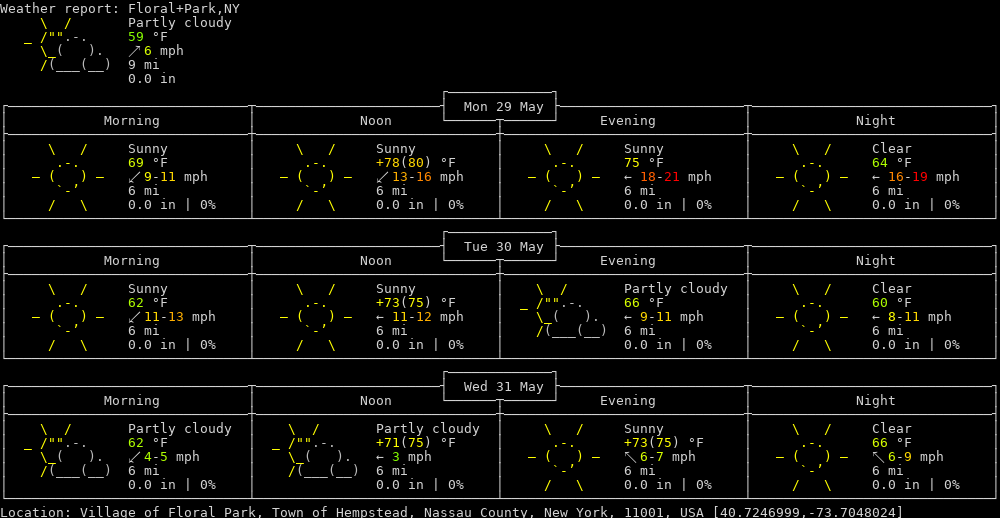 Weather report: Floral+Park,NY
Partly cloudy
59 °F
↗ 6 mph
9 mi
0.0 in
Mon 29 May
Morning Noon Evening Night
Sunny Sunny Sunny Clear
69 °F +78(80) °F 75 °F 64 °F
↙ 9-11 mph ↙ 13-16 mph ← 18-21 mph ← 16-19 mph
6 mi 6 mi 6 mi 6 mi
0.0 in | 0% 0.0 in | 0% 0.0 in | 0% 0.0 in | 0%
Tue 30 May
Morning Noon Evening Night
Sunny Sunny Partly cloudy Clear
62 °F +73(75) °F 66 °F 60 °F
↙ 11-13 mph ← 11-12 mph ← 9-11 mph ← 8-11 mph
6 mi 6 mi 6 mi 6 mi
0.0 in | 0% 0.0 in | 0% 0.0 in | 0% 0.0 in | 0%
Wed 31 May
Morning Noon Evening Night
Partly cloudy Partly cloudy Sunny Clear
62 °F +71(75) °F +73(75) °F 66 °F
↙ 4-5 mph ← 3 mph ↖ 6-7 mph ↖ 6-9 mph
6 mi 6 mi 6 mi 6 mi
0.0 in | 0% 0.0 in | 0% 0.0 in | 0% 0.0 in | 0%
Location: Village of Floral Park, Town of Hempstead, Nassau County, New York, 11001, USA [40.7246999,-73.7048024]